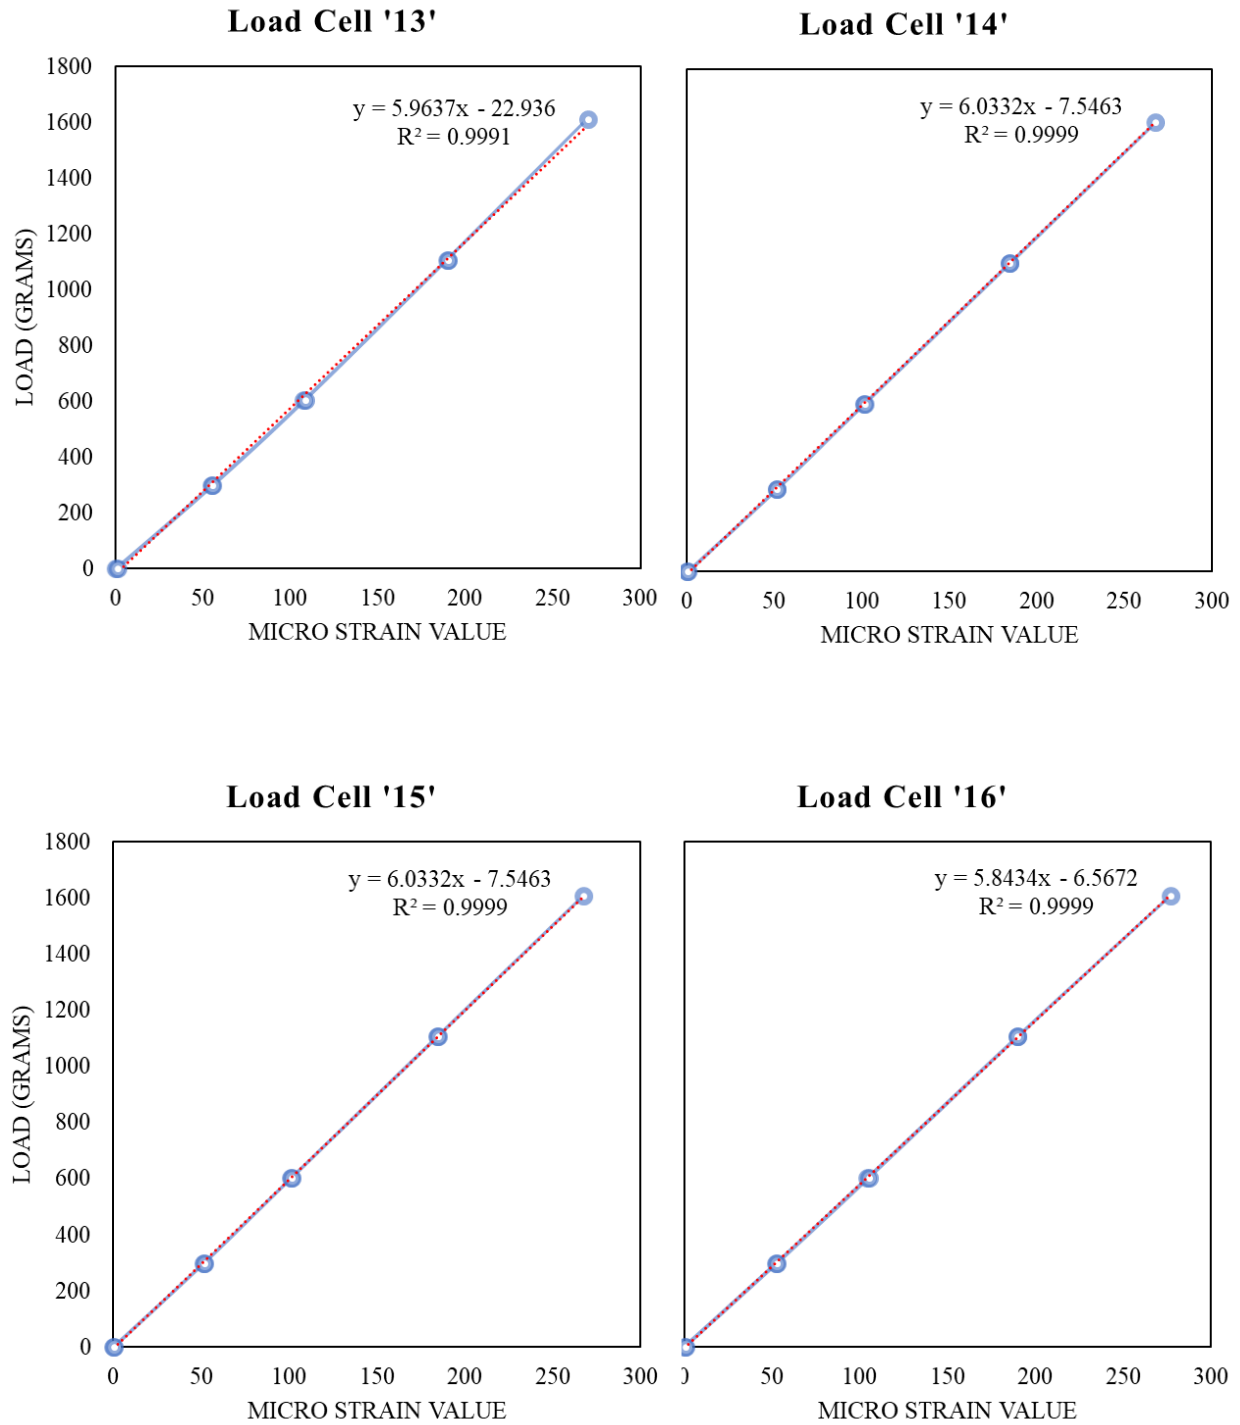 Load Cell '13'
y = 5.9637x - 22.936
R² = 0.9991
1800
1600
1400
1200
1000
800
600
400
200
0
LOAD (GRAMS)
0 50 100 150 200 250 300
MICRO STRAIN VALUE
Load Cell '14'
y = 6.0332x - 7.5463
R² = 0.9999
0 50 100 150 200 250 300
MICRO STRAIN VALUE
Load Cell '15'
y = 6.0332x - 7.5463
R² = 0.9999
1800
1600
1400
1200
1000
800
600
400
200
0
LOAD (GRAMS)
0 50 100 150 200 250 300
MICRO STRAIN VALUE
Load Cell '16'
y = 5.8434x - 6.5672
R² = 0.9999
50 100 150 200 250 300
MICRO STRAIN VALUE